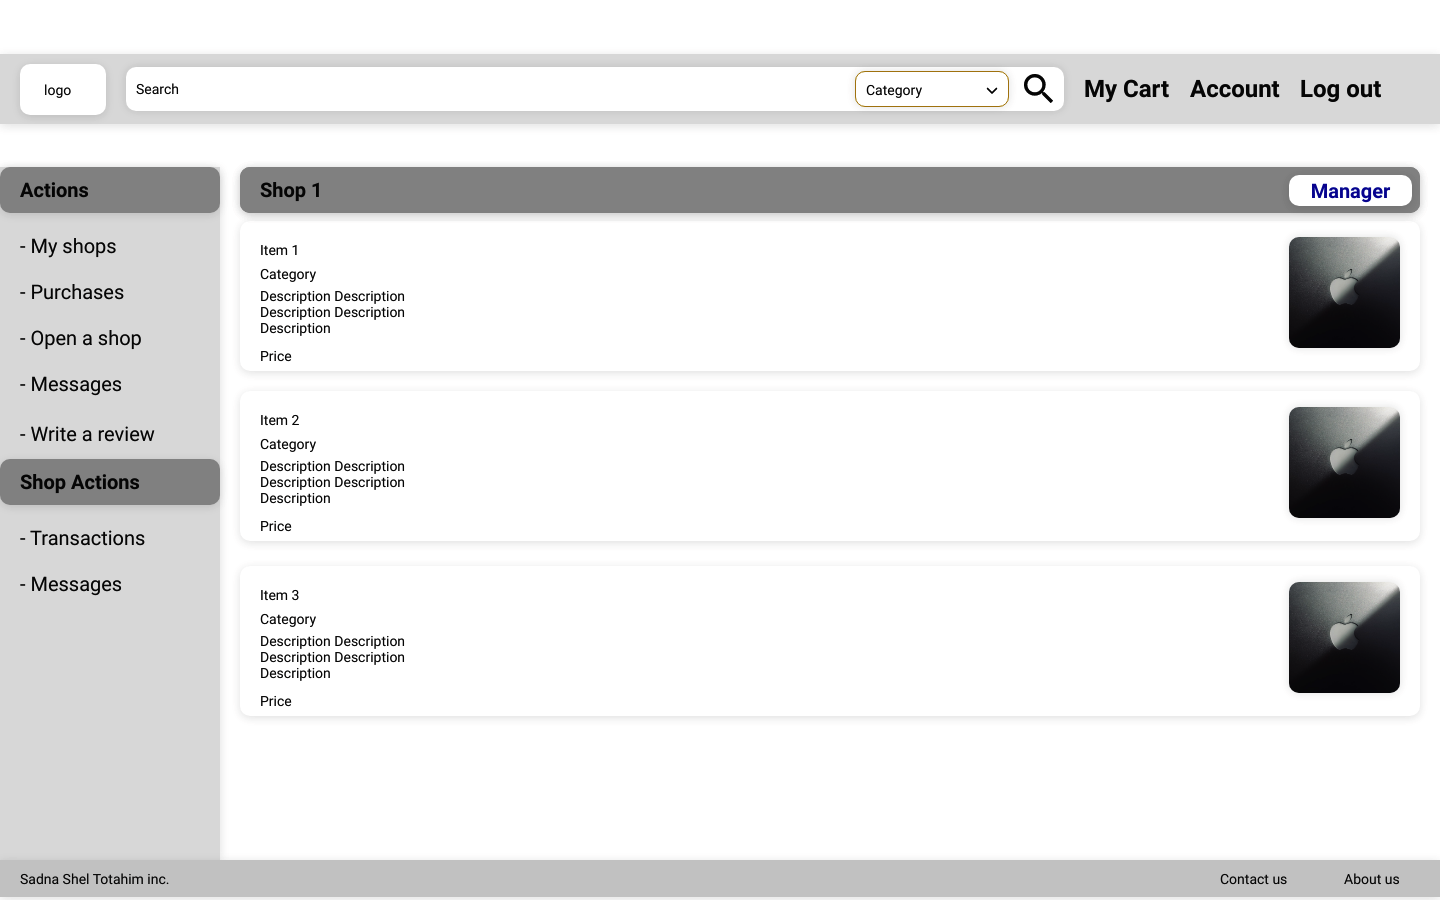 logo
Search
Category
My Cart
Account
Log out
Actions
- My shops
- Purchases
- Open a shop
- Messages
- Write a review
Shop Actions
- Transactions
- Messages
Shop 1
Manager
Item 1
Category
Description Description
Description Description
Description
Price
Item 2
Category
Description Description
Description Description
Description
Price
Item 3
Category
Description Description
Description Description
Description
Price
Sadna Shel Totahim inc.
Contact us
About us